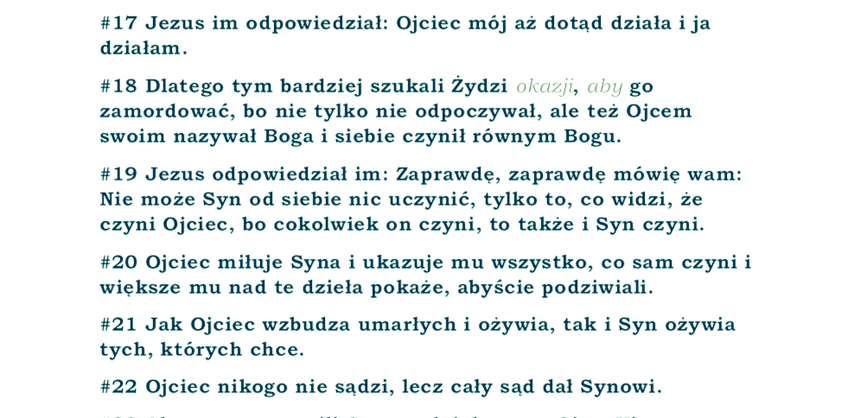 #17 Jezus im odpowiedział: Ojciec mój aż dotąd działa i ja
działam.
#18 Dlatego tym bardziej szukali Żydzi okazji, aby go
zamordować, bo nie tylko nie odpoczywał, ale też Ojcem
swoim nazywał Boga i siebie czynił równym Bogu.
#19 Jezus odpowiedział im: Zaprawdę, zaprawdę mówię wam:
Nie może Syn od siebie nic uczynić, tylko to, co widzi, że
czyni Ojciec, bo cokolwiek on czyni, to także i Syn czyni.
#20 Ojciec miłuje Syna i ukazuje mu wszystko, co sam czyni i
większe mu nad te dzieła pokaże, abyście podziwiali.
#21 Jak Ojciec wzbudza umarłych i ożywia, tak i Syn ożywia
tych, których chce.
#22 Ojciec nikogo nie sądzi, lecz cały sąd dał Synowi.